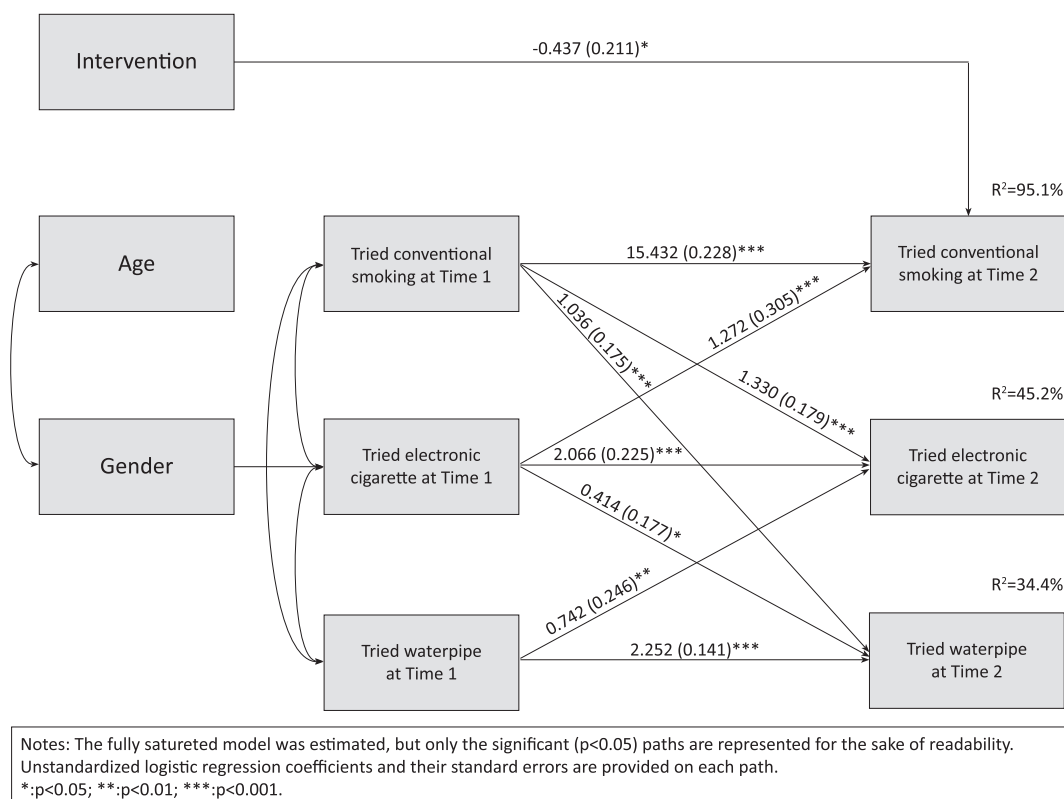 Intervention
-0.437 (0.211)*
R²=95.1%
Age
Tried conventional
smoking at Time 1
15.432 (0.228)***
Tried conventional
smoking at Time 2
1.272 (0.305)***
1.036 (0.175)***
1.330 (0.179)***
R²=45.2%
Gender
Tried electronic
cigarette at Time 1
2.066 (0.225)***
Tried electronic
cigarette at Time 2
0.414 (0.177)*
0.742 (0.246)**
R²=34.4%
Tried waterpipe
at Time 1
2.252 (0.141)***
Tried waterpipe
at Time 2
Notes: The fully satureted model was estimated, but only the significant (p<0.05) paths are represented for the sake of readability.
Unstandardized logistic regression coefficients and their standard errors are provided on each path.
*:p<0.05; **:p<0.01; ***:p<0.001.